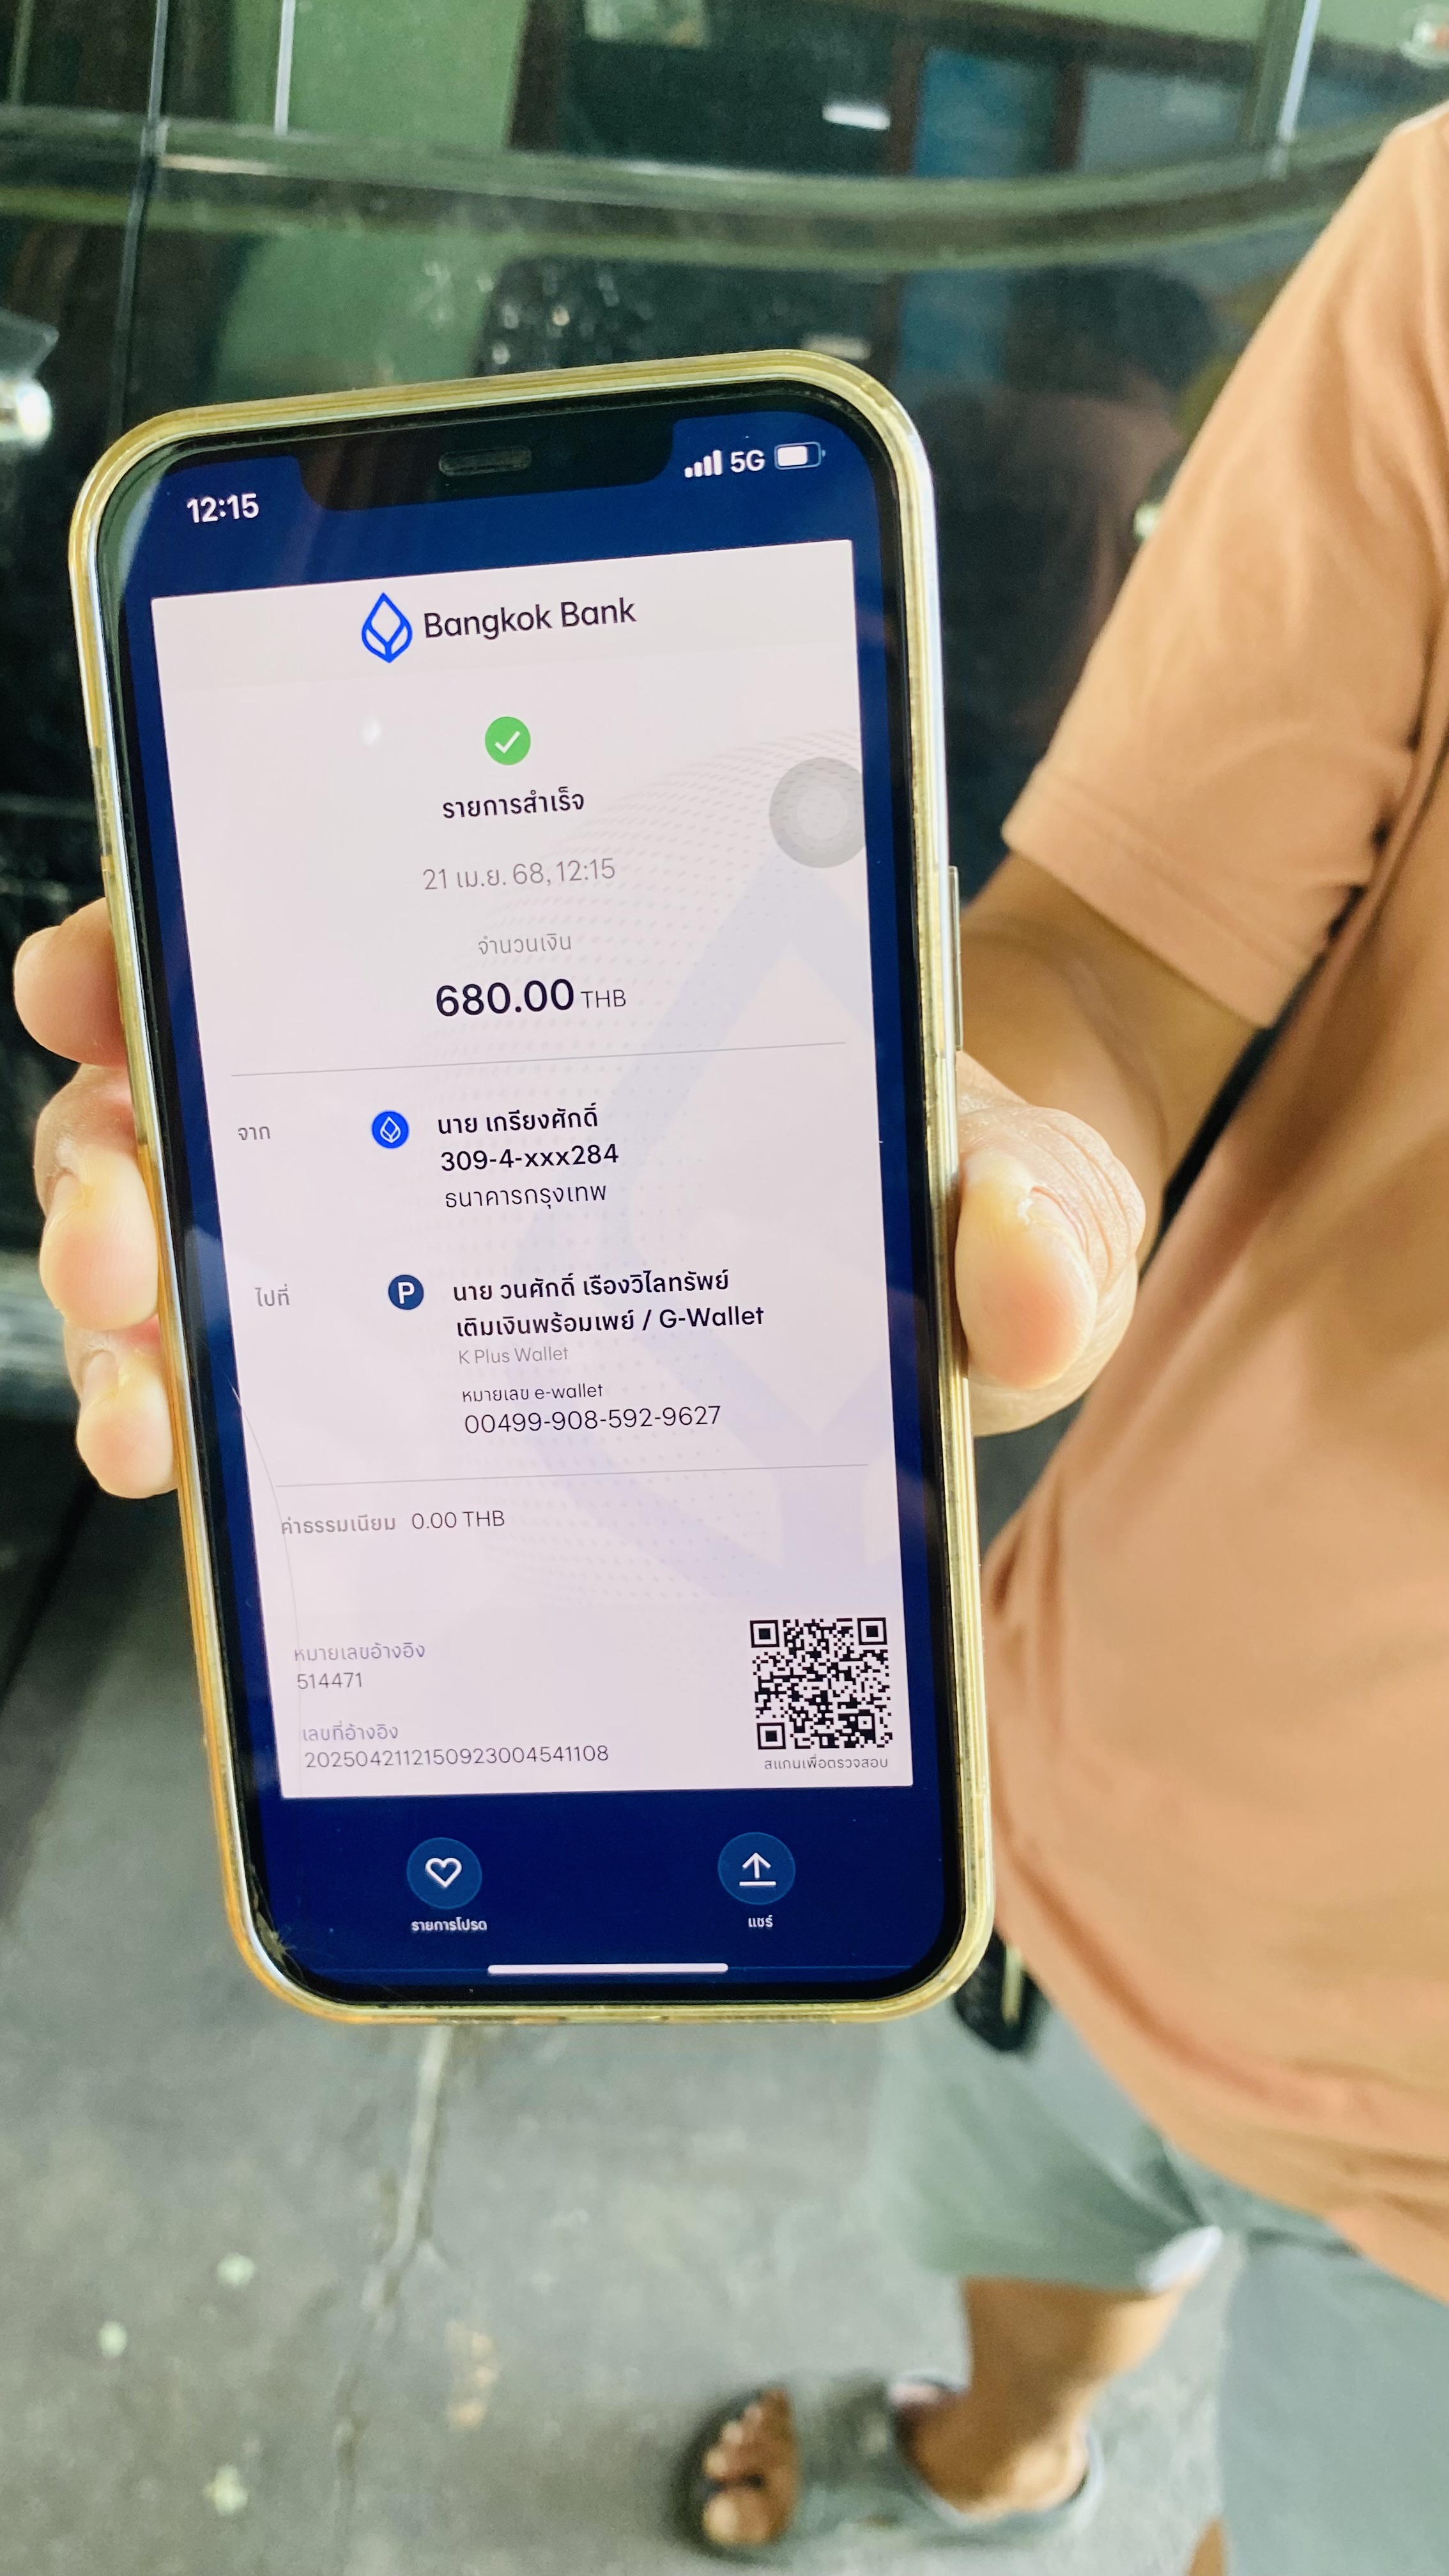 12:15
5G
Bangkok Bank
รายการสำเร็จ
21 เม.ย. 68, 12:15
จำนวนเงิน
680.00 THB
จาก
นาย เกรียงศักดิ์
309-4-xxx284
ธนาคารกรุงเทพ
ไปที่
P
นาย วนศักดิ์ เรืองวิไลทรัพย์
เติมเงินพร้อมเพย์ / G-Wallet
K Plus Wallet
หมายเลข e-wallet
00499-908-592-9627
ค่าธรรมเนียม 0.00 THB
หมายเลขอ้างอิง
514471
เลขที่อ้างอิง
2025042112150923004541108
สแกนเพื่อตรวจสอบ
รายการโปรด
แชร์